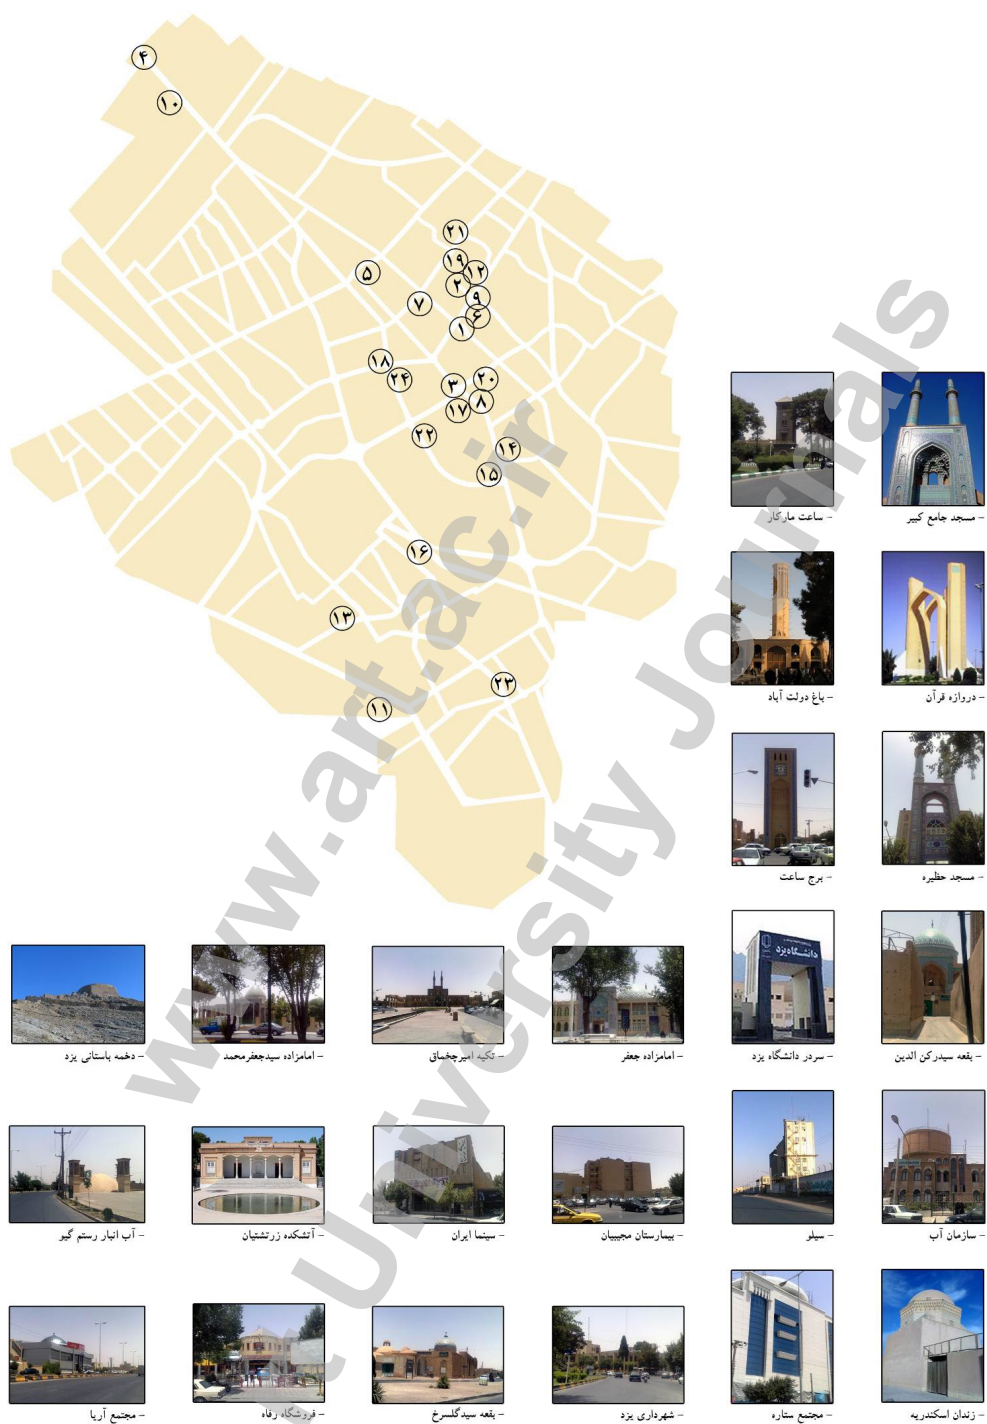 ۴
۱۰
۲۱
۱۹
۱۲
۵
۲
۹
۷
۶
۱
۱۸
۲۴
۳
۲۰
۸
۱۷
۲۲
۱۴
۱۵
۱۶
۱۳
۲۳
۱۱
- مسجد جامع کبیر
- ساعت مارکار
- دروازه قرآن
- باغ دولت آباد
- مسجد حظیره
- برج ساعت
دانشگاه یزد
- بقعه سیدرکن الدین
- سردر دانشگاه یزد
- امامزاده جعفر
- تکیه امیرچخماق
- امامزاده سیدجعفرمحمد
- دخمه باستانی یزد
- سازمان آب
- سیلو
- بیمارستان مجیبیان
- سینما ایران
- آتشکده زرتشتیان
- آب انبار رستم گیو
- زندان اسکندریه
- مجتمع ستاره
- شهرداری یزد
- بقعه سیدگلسرخ
- فروشگاه رفاه
- مجتمع آریا
www.art.ac.ir
University Journals